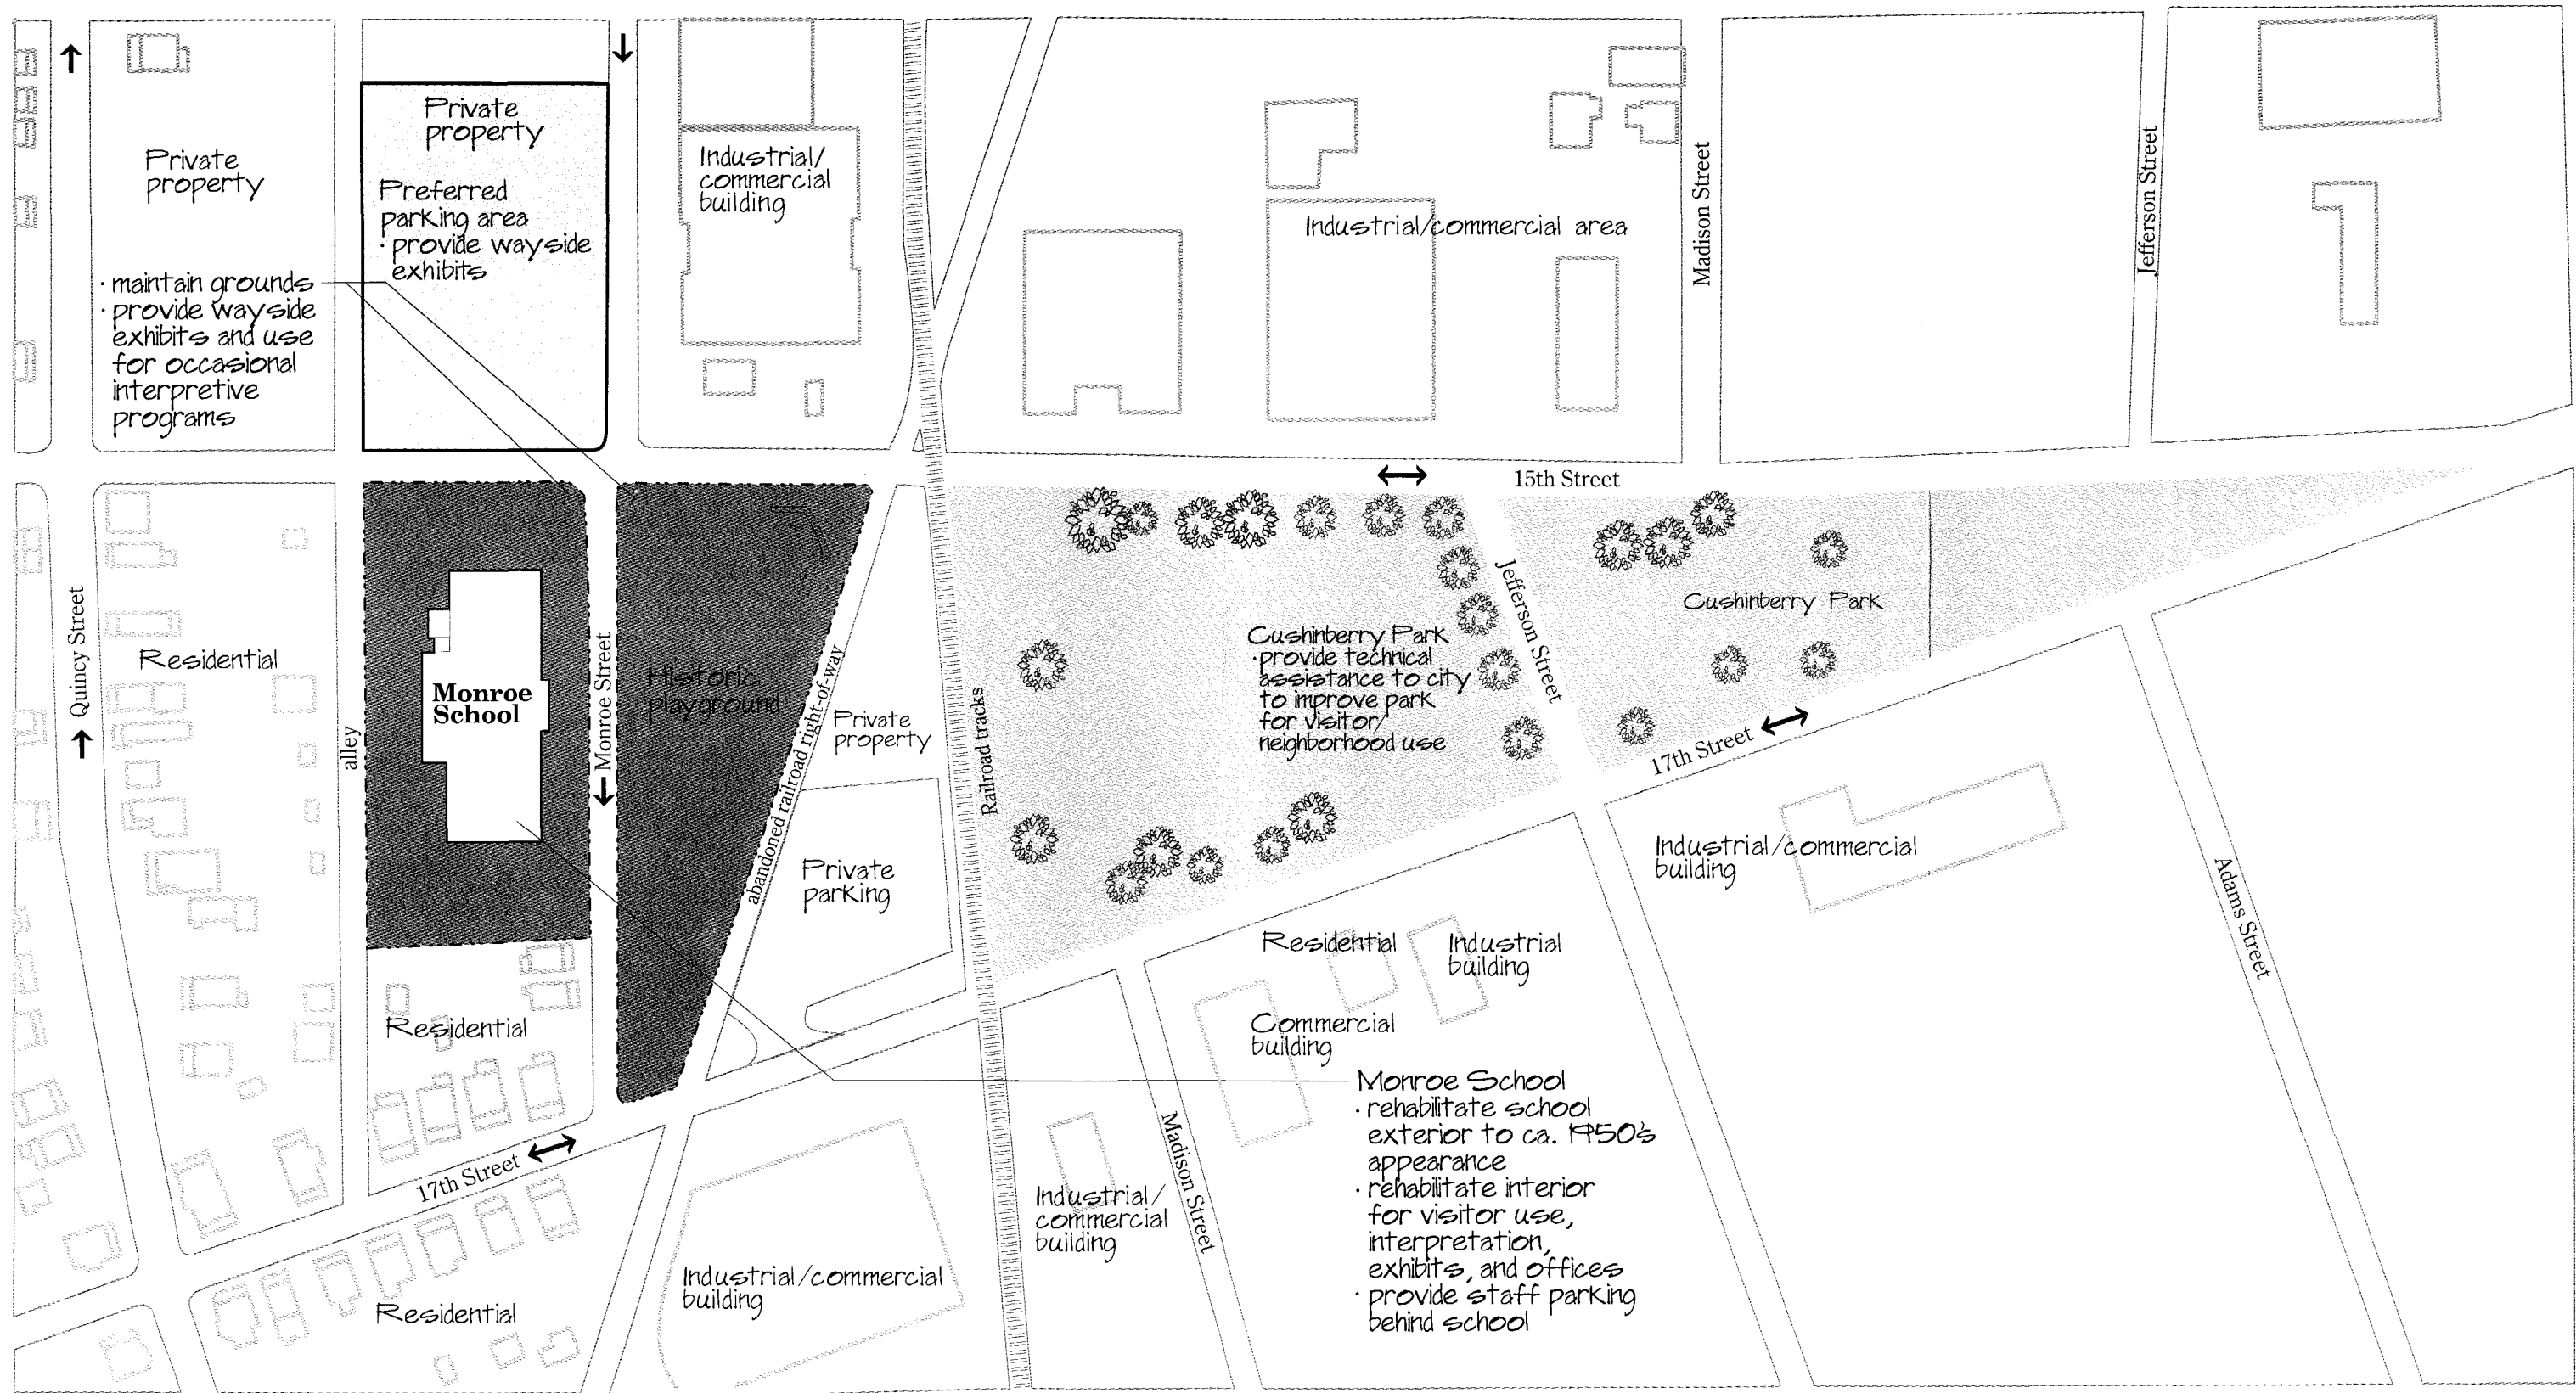 Private
property
Private
property
Preferred
parking area
· provide wayside
exhibits
Industrial/
commercial
building
Industrial/commercial area
Madison Street
Jefferson Street
· maintain grounds
· provide wayside
exhibits and use
for occasional
interpretive
programs
15th Street
Quincy Street
Residential
alley
Monroe
School
Monroe Street
Historic
playground
abandoned railroad right-of-way
Private
property
Private
parking
Railroad tracks
Cushinberry Park
· provide technical
assistance to city
to improve park
for visitor/
neighborhood use
Jefferson Street
Cushinberry Park
17th Street
Industrial/commercial
building
Adams Street
Residential
Industrial
building
Commercial
building
Residential
17th Street
Monroe School
· rehabilitate school
exterior to ca. 1950's
appearance
· rehabilitate interior
for visitor use,
interpretation,
exhibits, and offices
· provide staff parking
behind school
Madison Street
Industrial/
commercial
building
Industrial/commercial
building
Residential